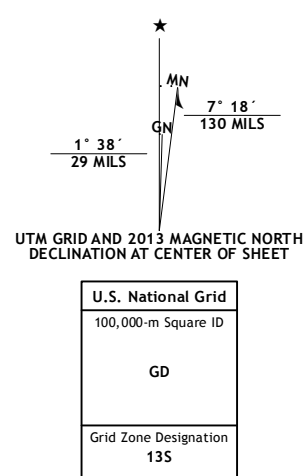 ★
MN
GN
7° 18´
130 MILS
1° 38´
29 MILS
UTM GRID AND 2013 MAGNETIC NORTH
DECLINATION AT CENTER OF SHEET
U.S. National Grid
100,000-m Square ID
GD
Grid Zone Designation
13S